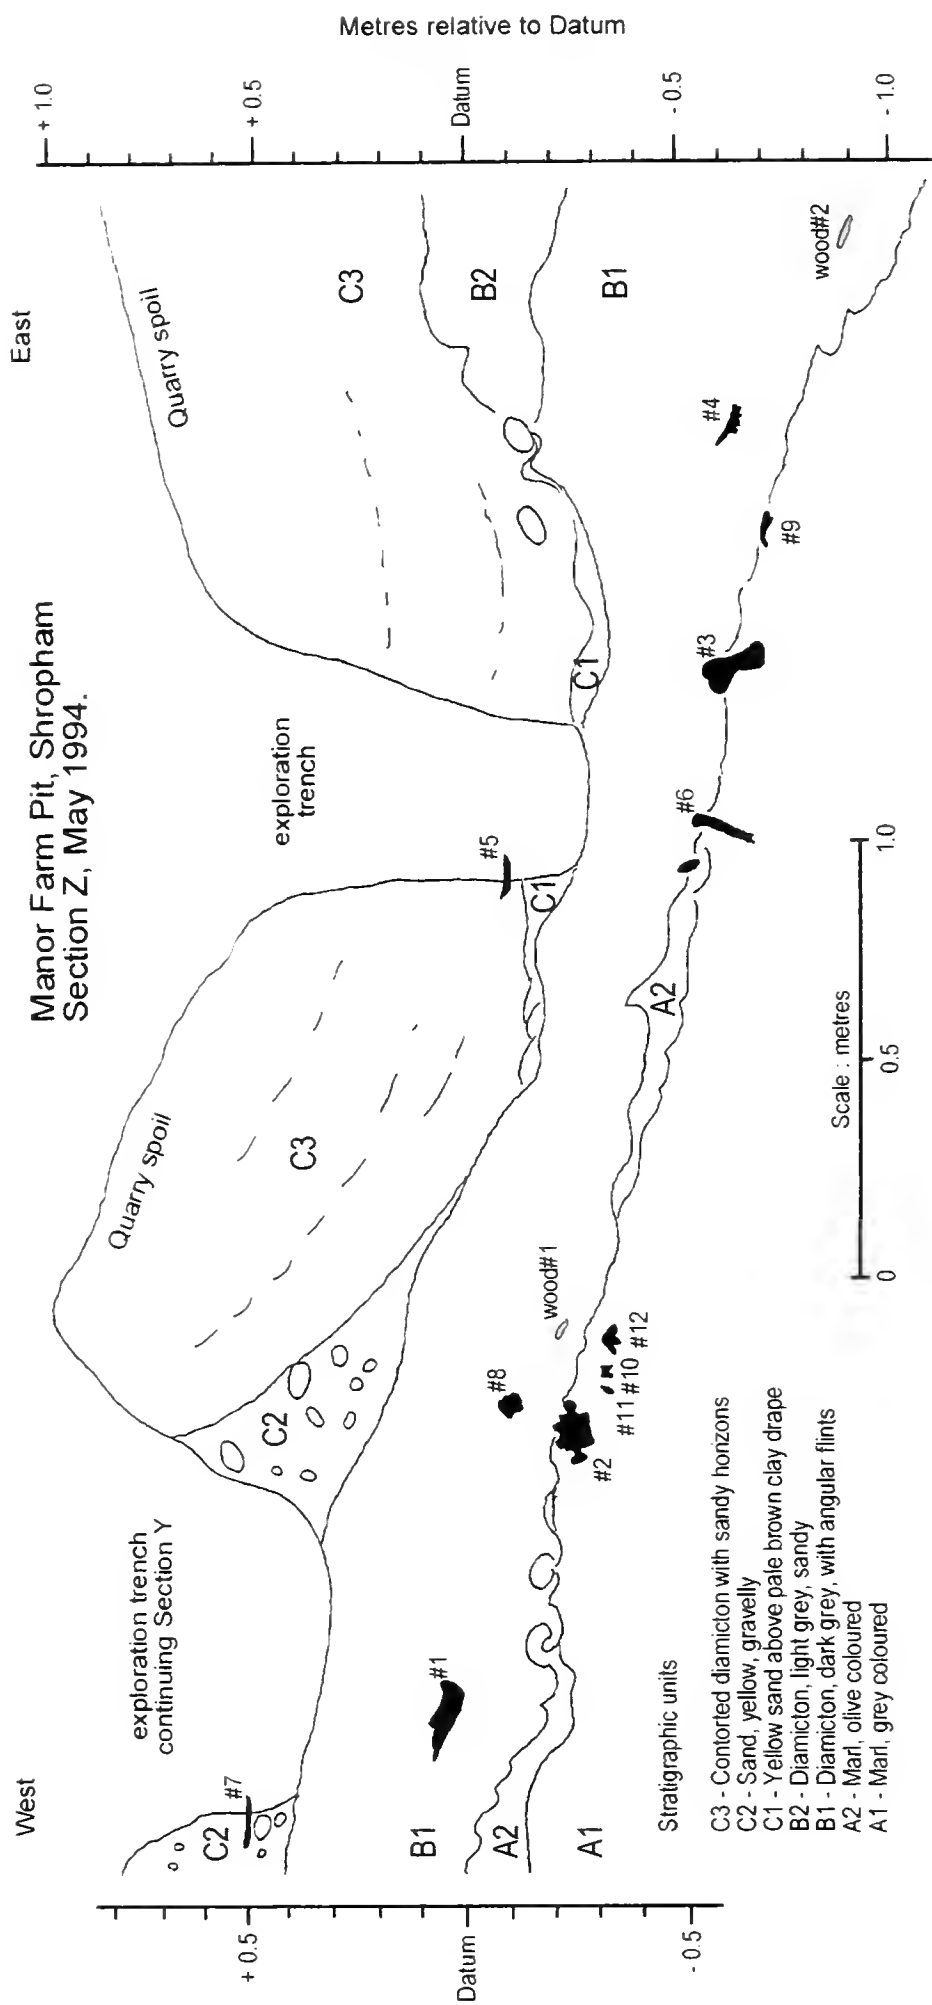 Manor Farm Pit, Shropham
Section Z, May 1994.
West
East
Metres relative to Datum
+ 1.0
+ 0.5
Datum
- 0.5
- 1.0
+ 0.5
Datum
- 0.5
exploration trench
continuing Section Y
Quarry spoil
exploration
trench
Quarry spoil
C2
#7
C2
C3
#5
C1
C1
C3
B2
B1
B1
#1
A2
A1
#8
wood#1
#2
#11
#10
#12
A2
#6
#3
#9
#4
wood#2
Stratigraphic units
C3 - Contorted diamicton with sandy horizons
C2 - Sand, yellow, gravelly
C1 - Yellow sand above pale brown clay drape
B2 - Diamicton, light grey, sandy
B1 - Diamicton, dark grey, with angular flints
A2 - Marl, olive coloured
A1 - Marl, grey coloured
Scale : metres
0
0.5
1.0